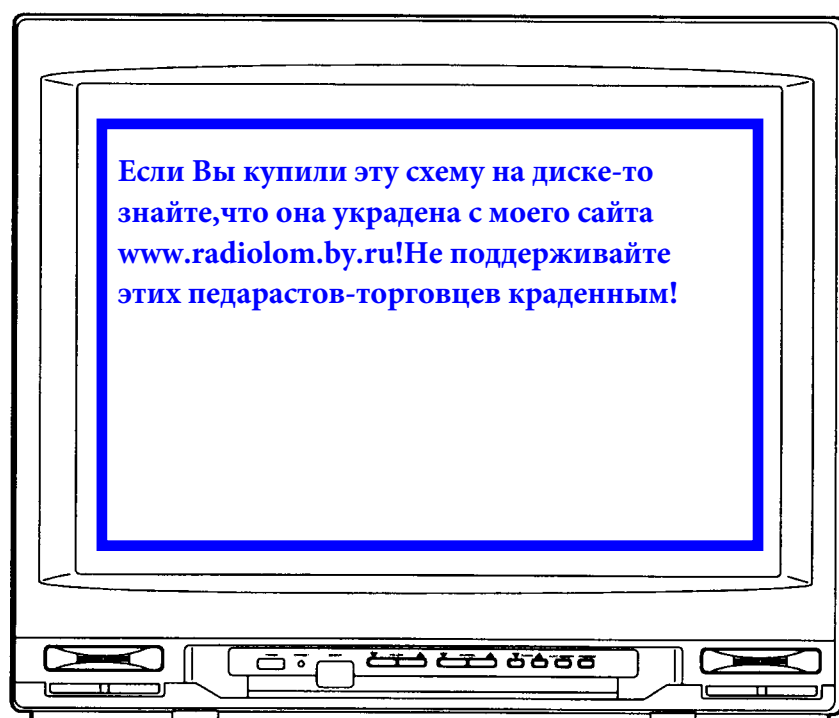 Если Вы купили эту схему на диске-то
знайте,что она украдена с моего сайта
www.radiolom.by.ru!Не поддерживайте
этих педарастов-торговцев краденным!